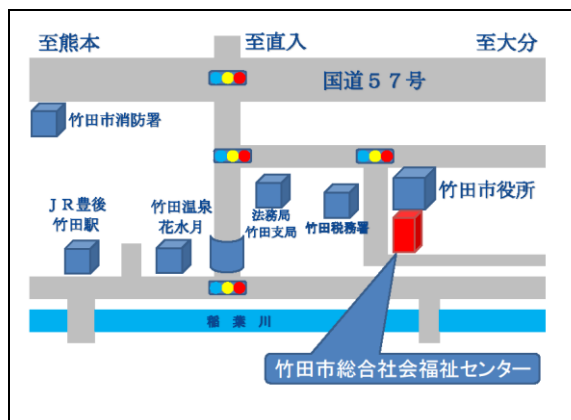 至熊本
至直入
至大分
国道５７号
竹田市消防署
竹田市役所
ＪＲ豊後
竹田駅
竹田温泉
花水月
法務局
竹田支局
竹田税務署
稲葉川
竹田市総合社会福祉センター